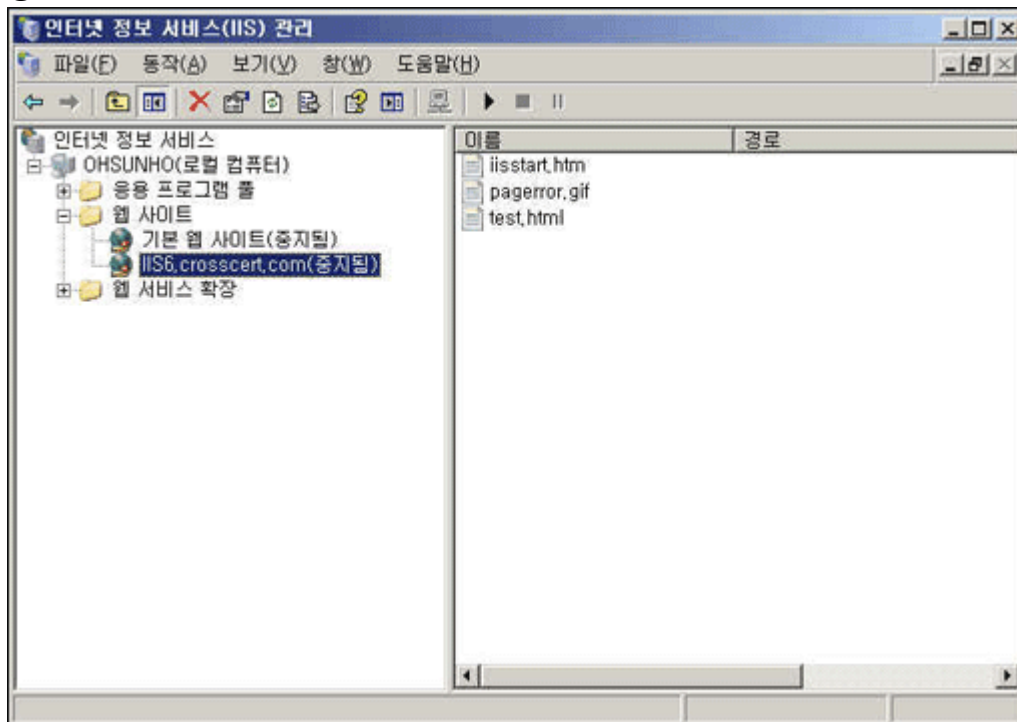 인터넷 정보 서비스(IIS) 관리
파일(F) 동작(A) 보기(V) 창(W) 도움말(H)
인터넷 정보 서비스
OHSUNHO(로컬 컴퓨터)
응용 프로그램 풀
웹 사이트
기본 웹 사이트(중지됨)
IIS6.crosscert.com(중지됨)
웹 서비스 확장
이름 경로
iisstart.htm
pagerror.gif
test.html